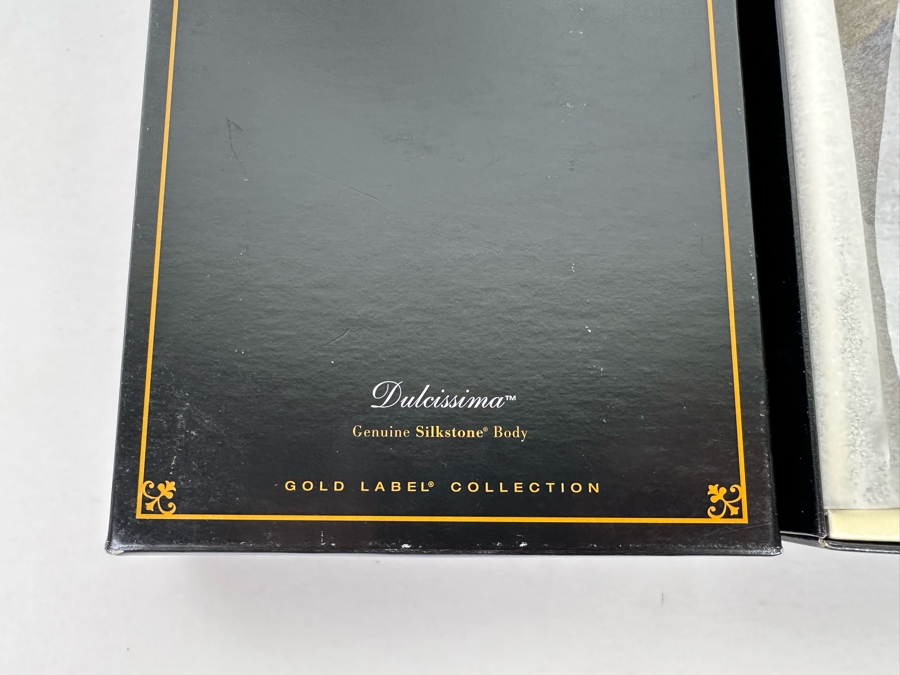 Dulcissima™
Genuine Silkstone® Body
GOLD LABEL® COLLECTION